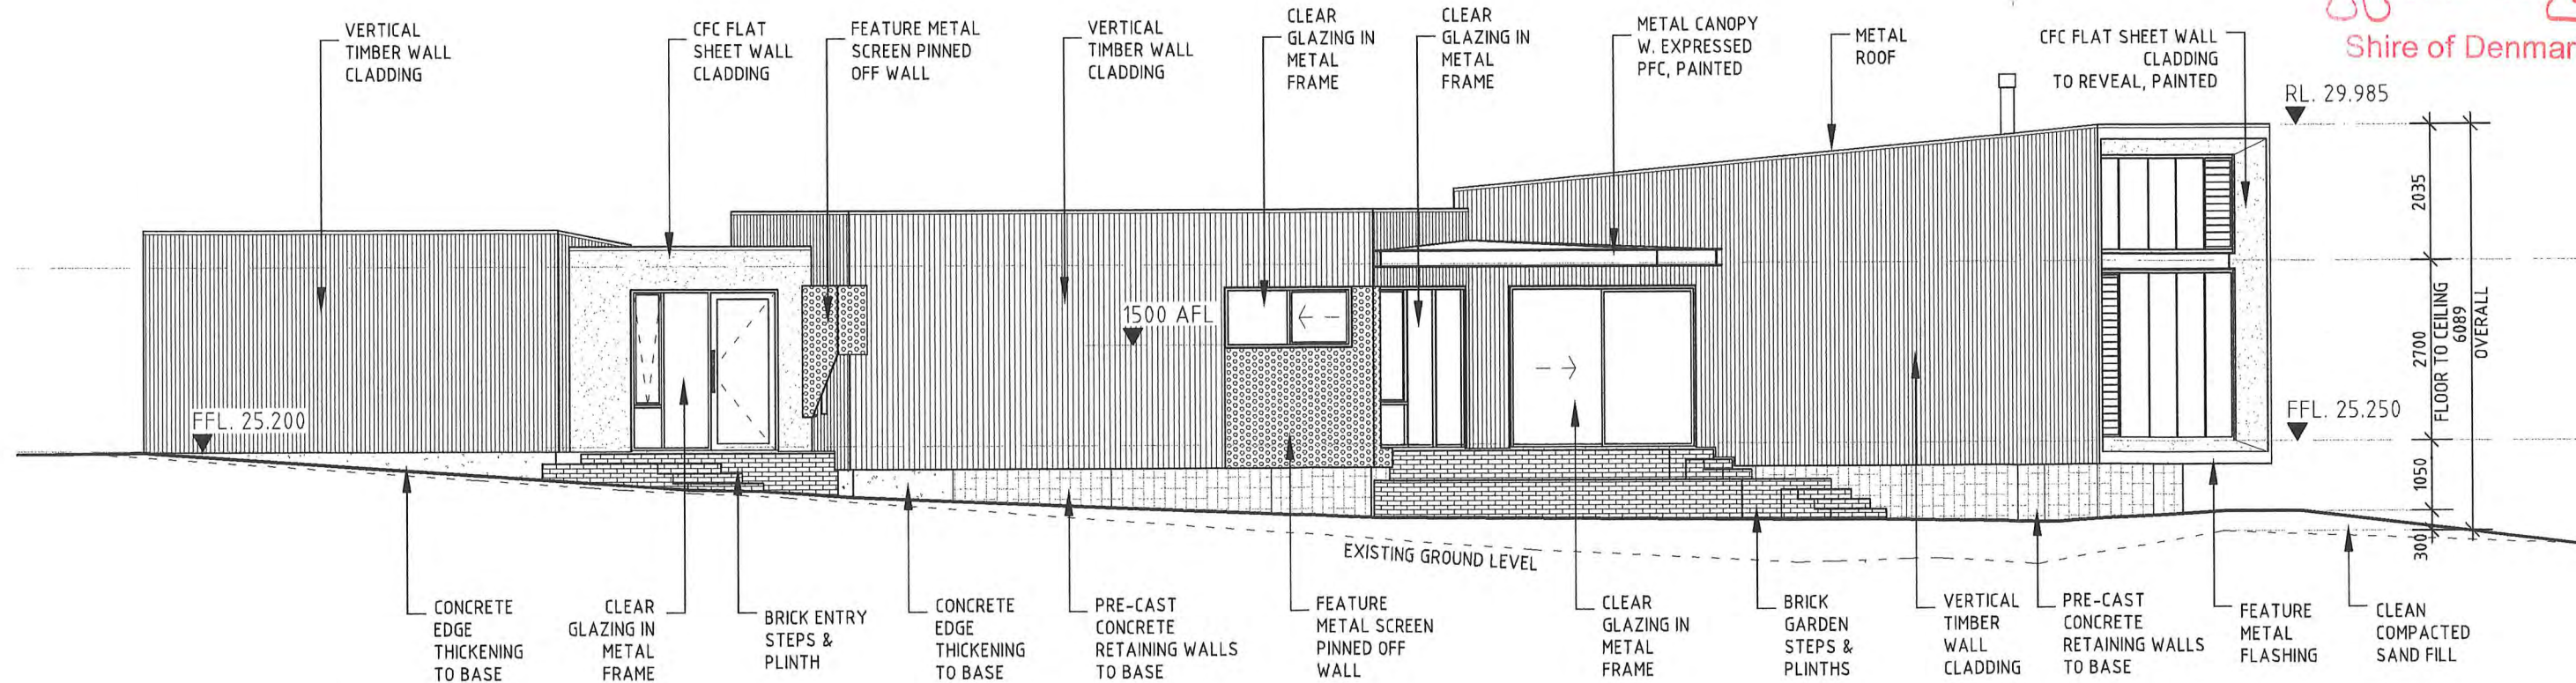 VERTICAL
TIMBER WALL
CLADDING
CFC FLAT
SHEET WALL
CLADDING
FEATURE METAL
SCREEN PINNED
OFF WALL
VERTICAL
TIMBER WALL
CLADDING
CLEAR
GLAZING IN
METAL
FRAME
CLEAR
GLAZING IN
METAL
FRAME
METAL CANOPY
W. EXPRESSED
PFC, PAINTED
METAL
ROOF
CFC FLAT SHEET WALL
CLADDING
TO REVEAL, PAINTED
Shire of Denmar
RL. 29.985
2035
2700
FLOOR TO CEILING
6089
OVERALL
1050
300
1500 AFL
FFL. 25.200
FFL. 25.250
EXISTING GROUND LEVEL
CONCRETE
EDGE
THICKENING
TO BASE
CLEAR
GLAZING IN
METAL
FRAME
BRICK ENTRY
STEPS &
PLINTH
CONCRETE
EDGE
THICKENING
TO BASE
PRE-CAST
CONCRETE
RETAINING WALLS
TO BASE
FEATURE
METAL SCREEN
PINNED OFF
WALL
CLEAR
GLAZING IN
METAL
FRAME
BRICK
GARDEN
STEPS &
PLINTHS
VERTICAL
TIMBER
WALL
CLADDING
PRE-CAST
CONCRETE
RETAINING WALLS
TO BASE
FEATURE
METAL
FLASHING
CLEAN
COMPACTED
SAND FILL